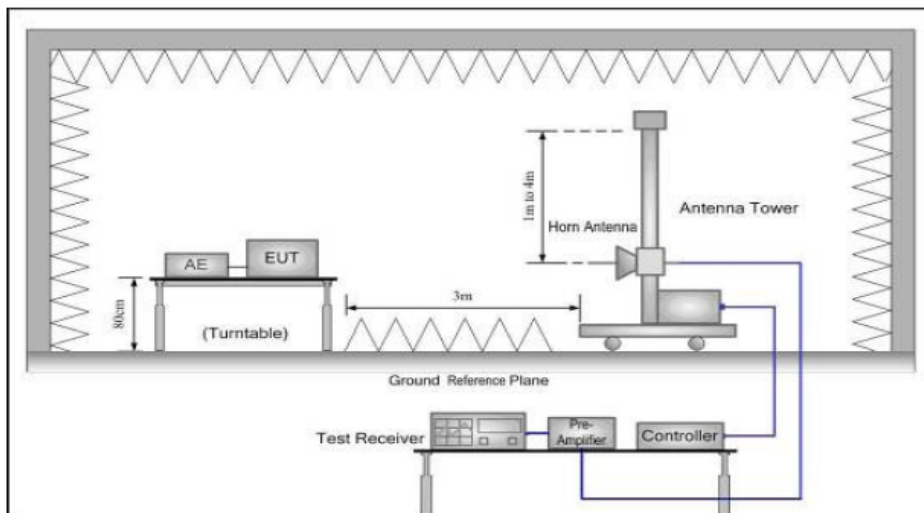 1m to 4m
Antenna Tower
Horn Antenna
AE
EUT
3m
80cm
(Turntable)
Ground Reference Plane
Test Receiver
Pre-
Amplifier
Controller